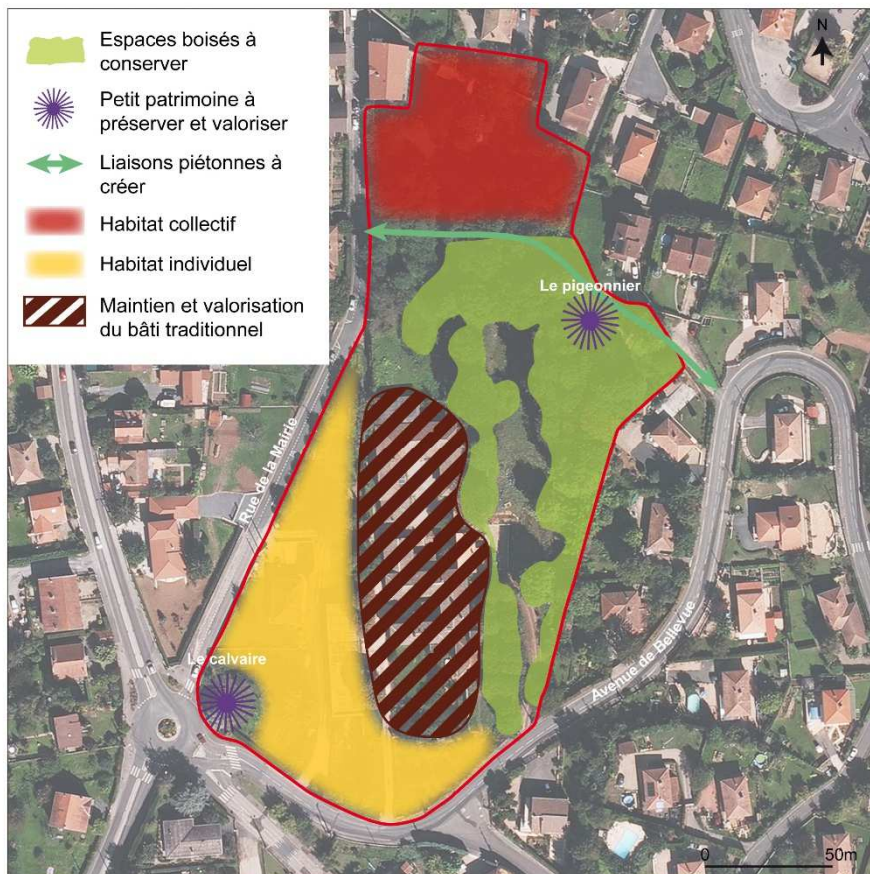 Espaces boisés à
conserver
Petit patrimoine à
préserver et valoriser
Liaisons piétonnes à
créer
Habitat collectif
Habitat individuel
Maintien et valorisation
du bâti traditionnel
N
Le pigeonnier
Rue de la Mairie
Le calvaire
Avenue de Bellevue
0 50m